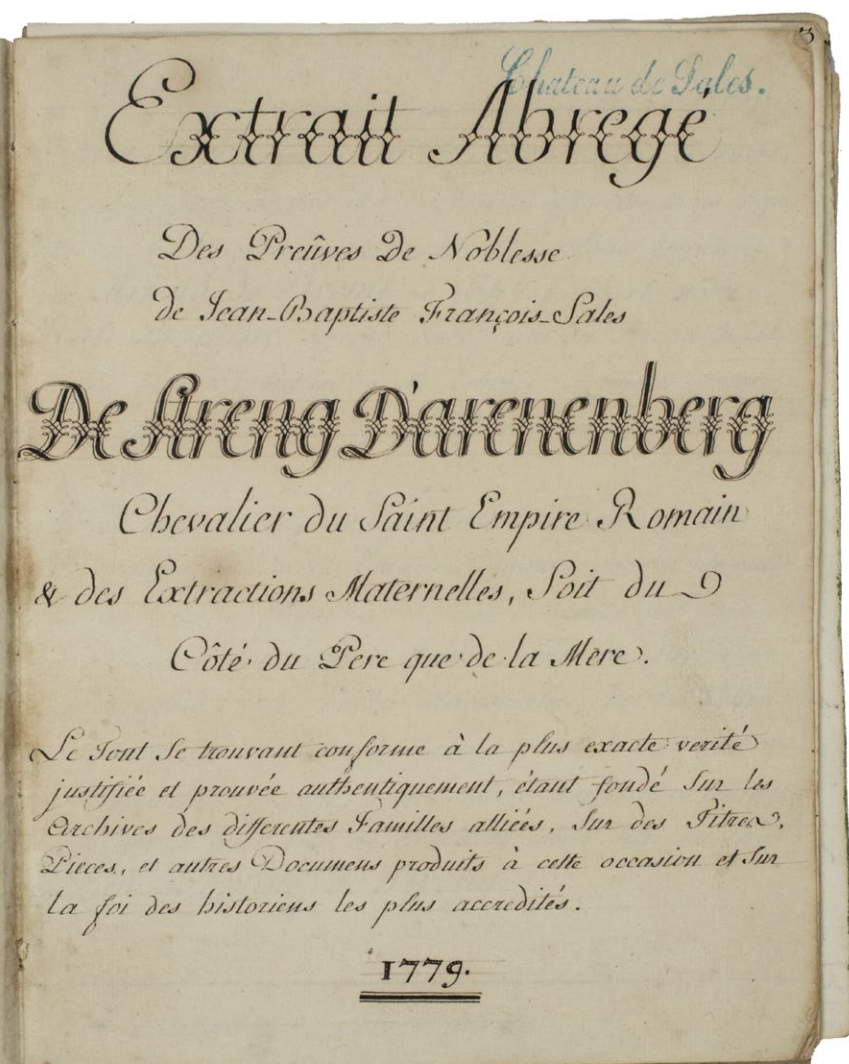 3
Chateau de Sales.
Extrait Abregé
Des Preûves De Noblesse
de Jean-Baptiste François-Sales
De Streng D'arenenberg
Chevalier du Saint Empire Romain
& des Extractions Maternelles, Soit du
Côté du Pere que de la Mere.
Le Tout Se trouvant conforme à la plus exacte verité
justifiée et prouvée authentiquement, étant fondé Sur les
Archives des differentes Familles alliées, Sur des Titres,
Pieces, et autres Documens produits à cette occasion et Sur
la foi des historiens les plus accredités.
1779.